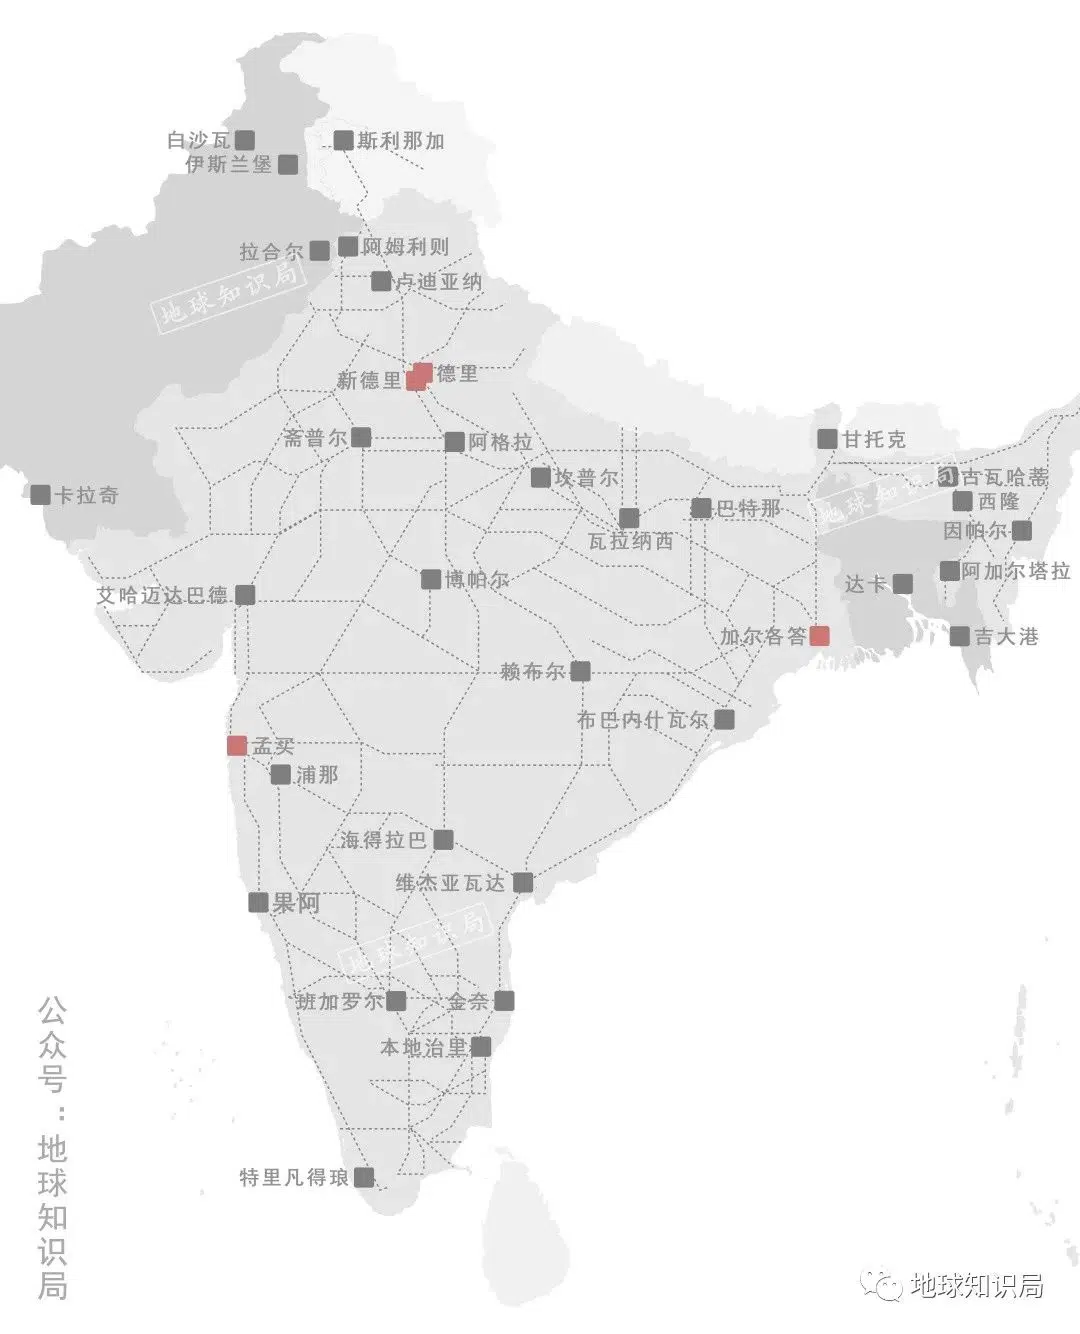 白沙瓦
斯利那加
伊斯兰堡
拉合尔
阿姆利则
卢迪亚纳
地球知识局
新德里
德里
斋普尔
阿格拉
甘托克
坎普尔
古瓦哈蒂
卡拉奇
西隆
地球知识局
巴特那
瓦拉纳西
因帕尔
博帕尔
阿加尔塔拉
达卡
艾哈迈达巴德
加尔各答
吉大港
赖布尔
布巴内什瓦尔
孟买
浦那
海得拉巴
维杰亚瓦达
果阿
地球知识局
班加罗尔
金奈
本地治里
特里凡得琅
公众号：地球知识局
地球知识局